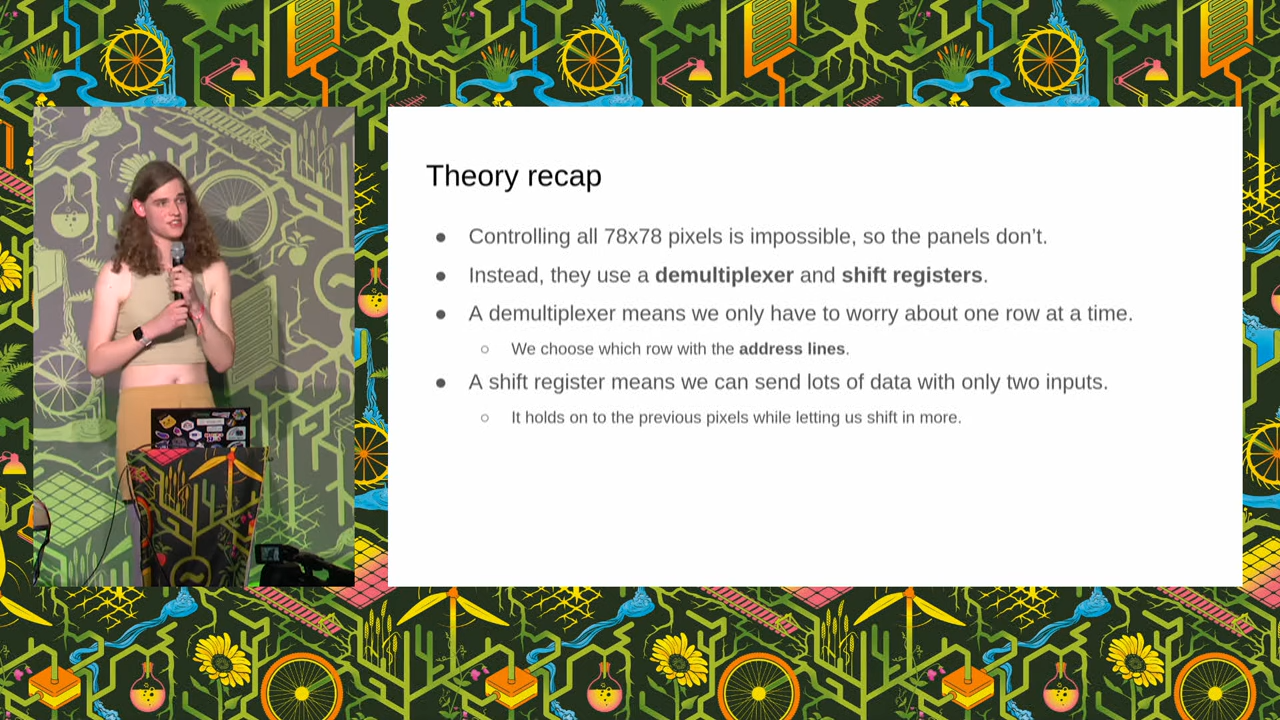 Theory recap
● Controlling all 78x78 pixels is impossible, so the panels don’t.
● Instead, they use a demultiplexer and shift registers.
● A demultiplexer means we only have to worry about one row at a time.
○ We choose which row with the address lines.
● A shift register means we can send lots of data with only two inputs.
○ It holds on to the previous pixels while letting us shift in more.